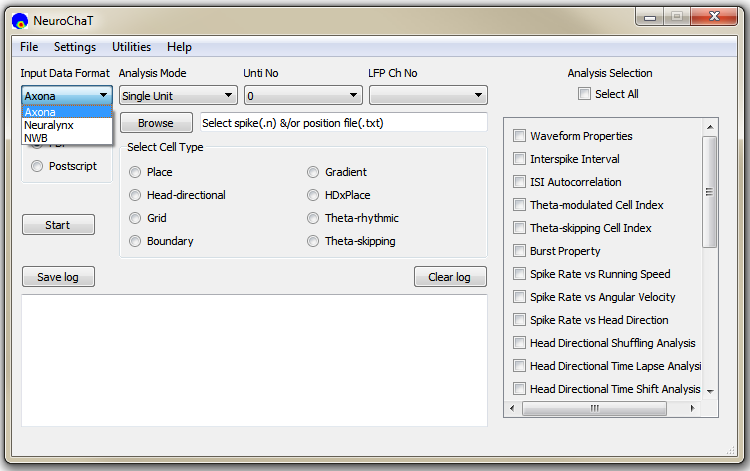 NeuroChaT
File Settings Utilities Help
Input Data Format Analysis Mode Unti No LFP Ch No Analysis Selection
Axona Single Unit 0 Select All
Axona
Neuralynx
NWB
Browse Select spike(.n) &/or position file(.txt)
Select Cell Type
Postscript
Place Gradient
Head-directional HDxPlace
Grid Theta-rhythmic
Boundary Theta-skipping
Start
Save log Clear log
Waveform Properties
Interspike Interval
ISI Autocorrelation
Theta-modulated Cell Index
Theta-skipping Cell Index
Burst Property
Spike Rate vs Running Speed
Spike Rate vs Angular Velocity
Spike Rate vs Head Direction
Head Directional Shuffling Analysis
Head Directional Time Lapse Analysi
Head Directional Time Shift Analysis